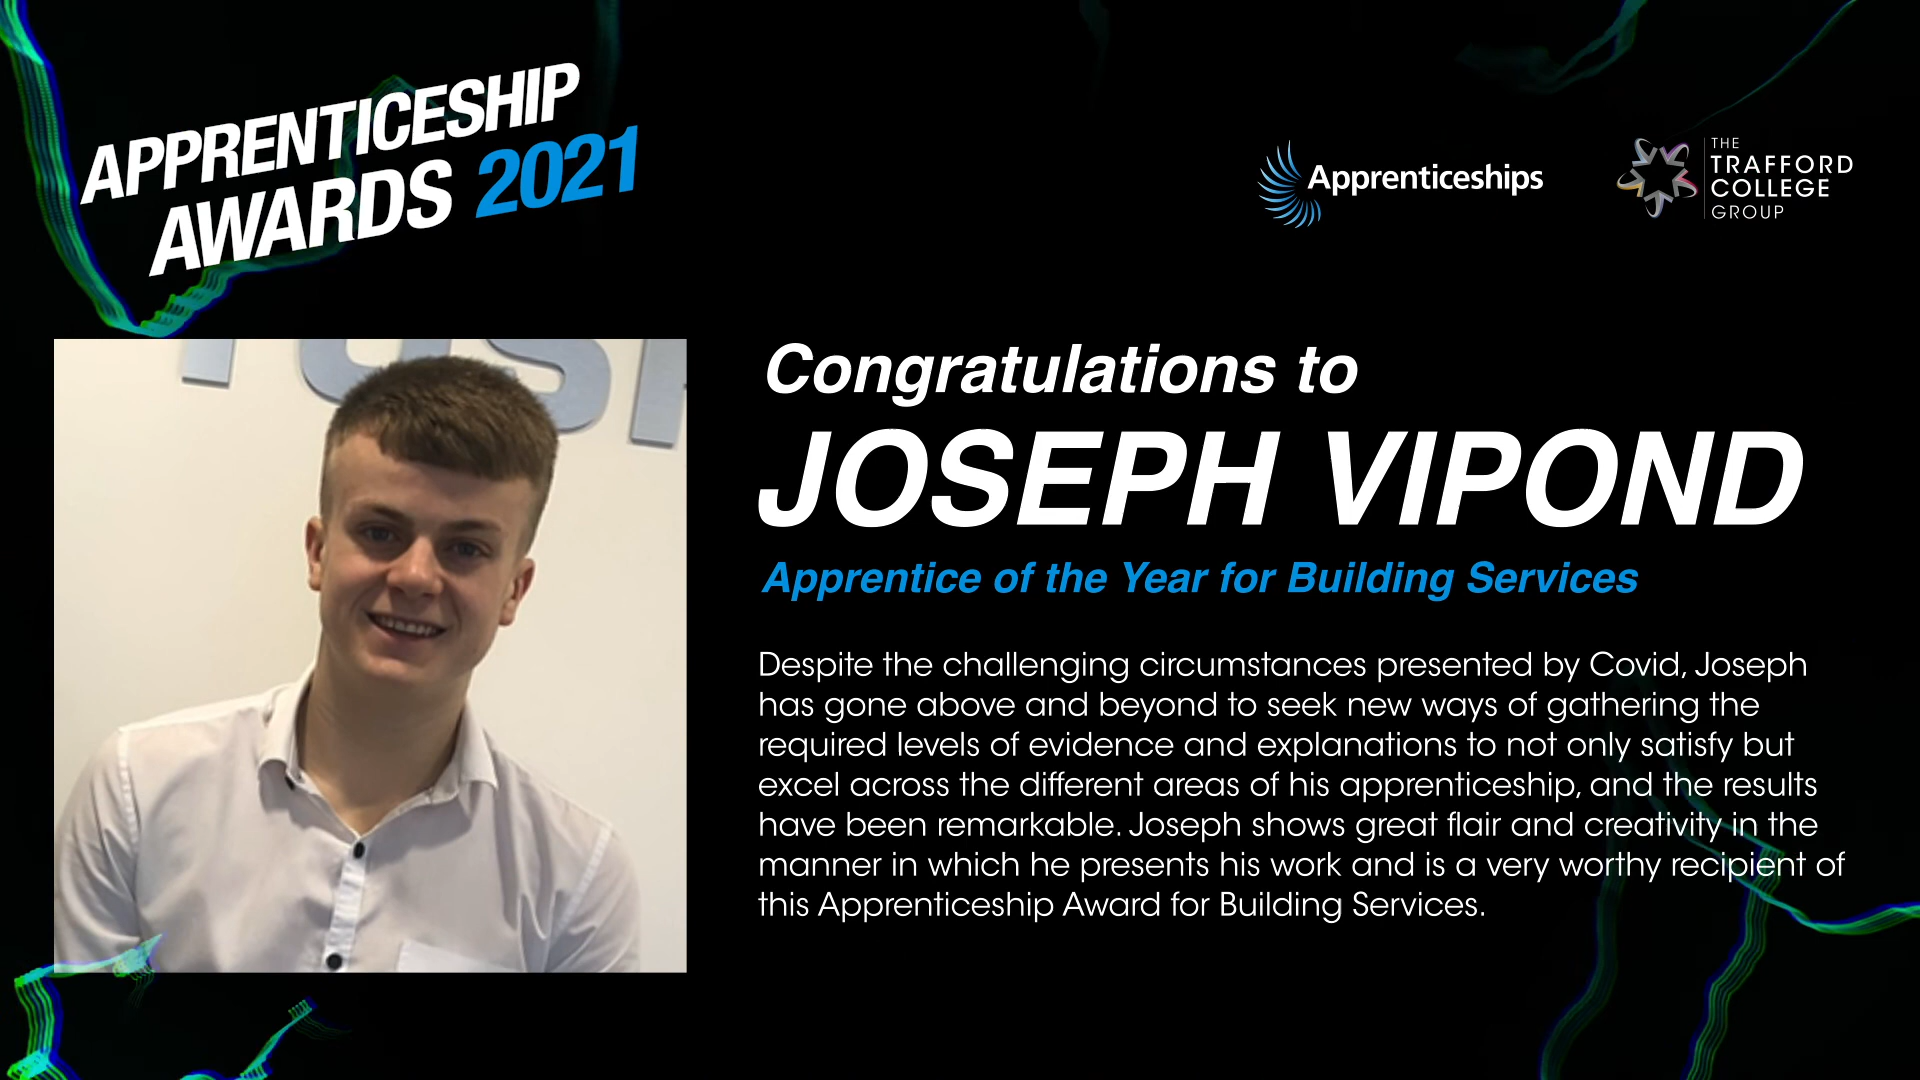 APPRENTICESHIP
AWARDS 2021
Apprenticeships
THE
TRAFFORD
COLLEGE
GROUP
Congratulations to
JOSEPH VIPOND
Apprentice of the Year for Building Services
Despite the challenging circumstances presented by Covid, Joseph
has gone above and beyond to seek new ways of gathering the
required levels of evidence and explanations to not only satisfy but
excel across the different areas of his apprenticeship, and the results
have been remarkable. Joseph shows great flair and creativity in the
manner in which he presents his work and is a very worthy recipient of
this Apprenticeship Award for Building Services.